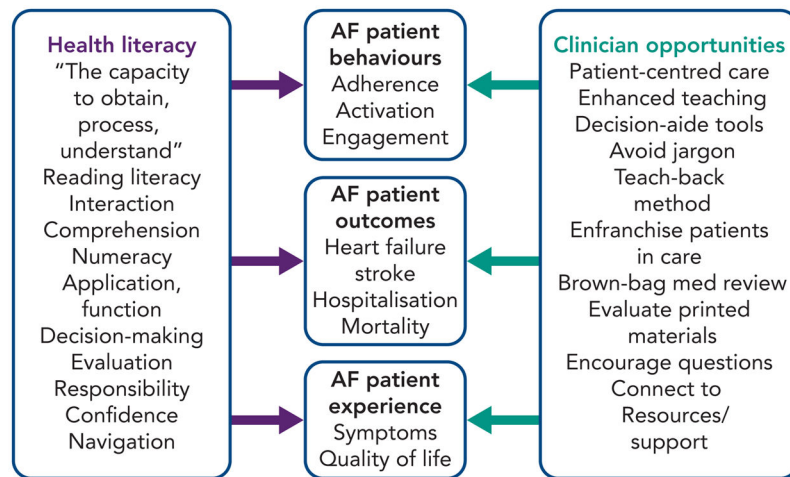 Health literacy
“The capacity
to obtain,
process,
understand”
Reading literacy
Interaction
Comprehension
Numeracy
Application,
function
Decision-making
Evaluation
Responsibility
Confidence
Navigation
AF patient
behaviours
Adherence
Activation
Engagement
AF patient
outcomes
Heart failure
stroke
Hospitalisation
Mortality
AF patient
experience
Symptoms
Quality of life
Clinician opportunities
Patient-centred care
Enhanced teaching
Decision-aide tools
Avoid jargon
Teach-back
method
Enfranchise patients
in care
Brown-bag med review
Evaluate printed
materials
Encourage questions
Connect to
Resources/
support